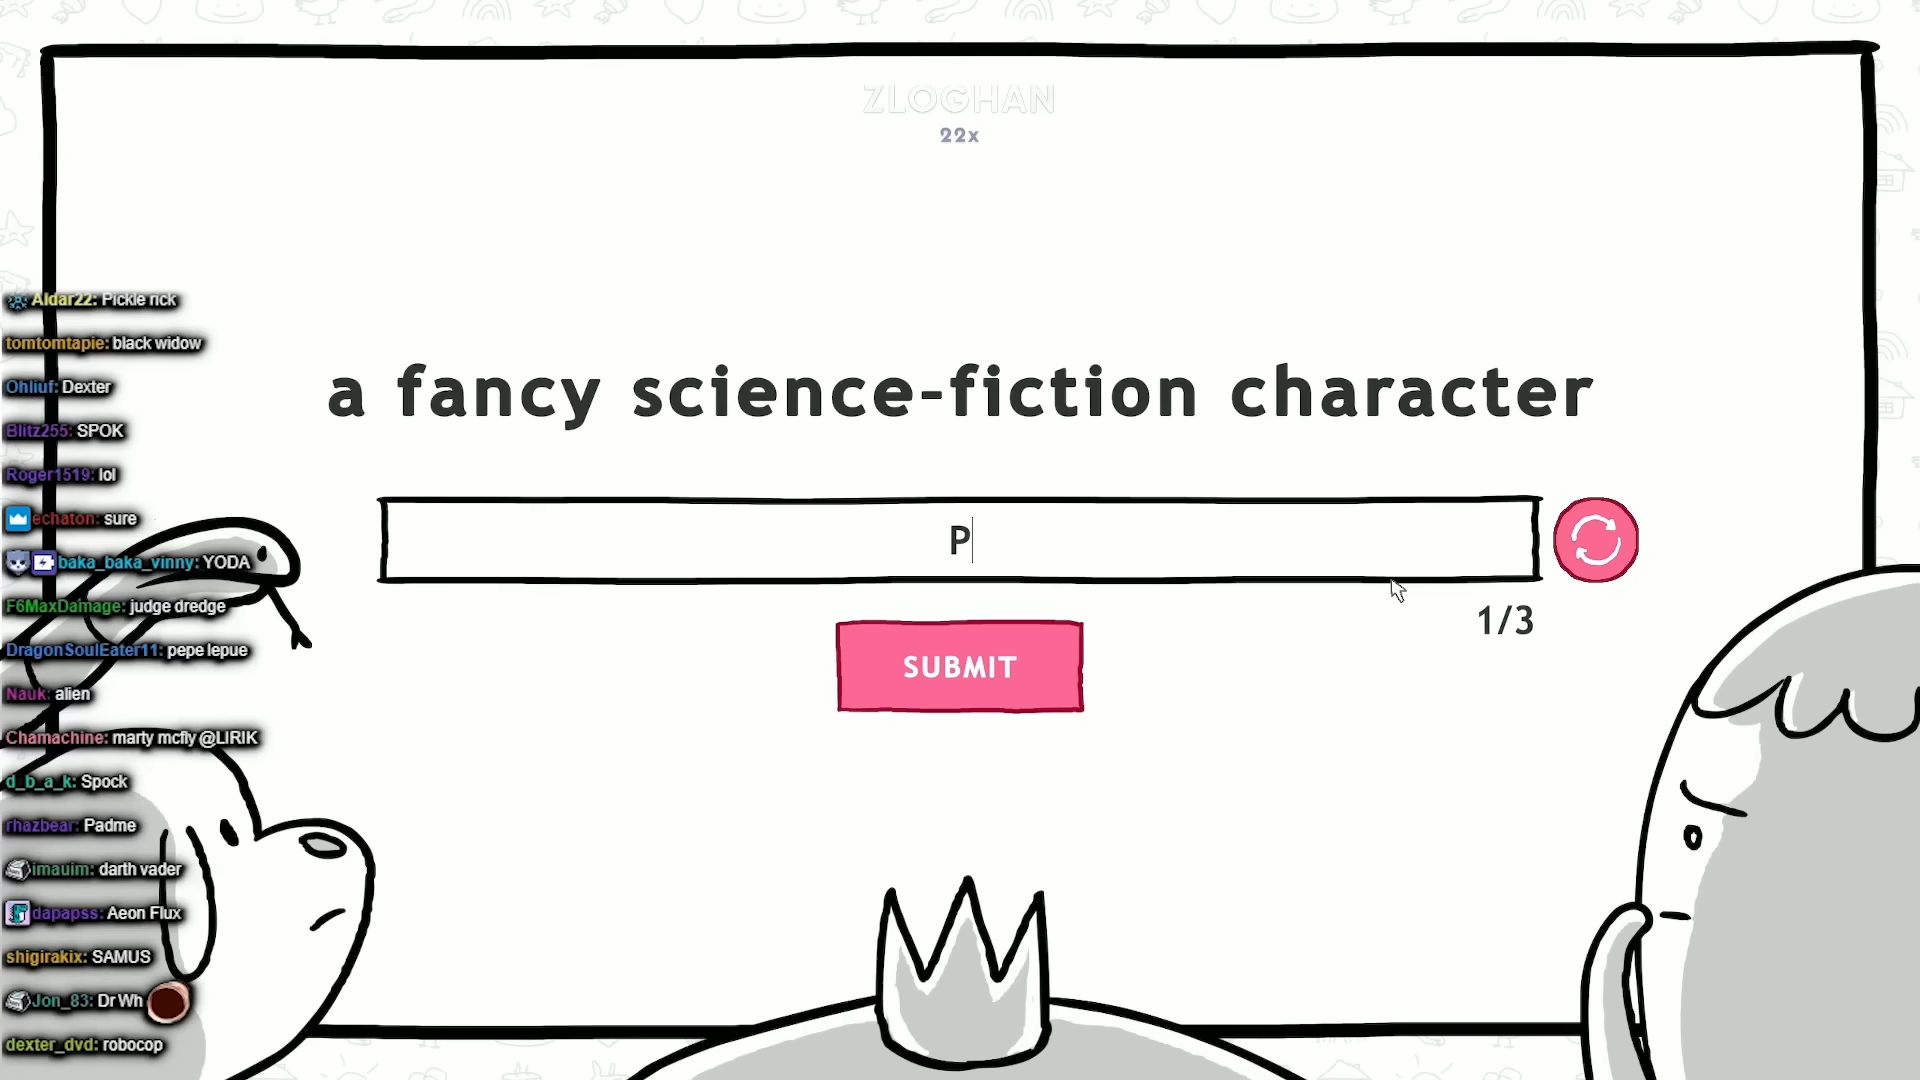 ZLOGHAN
22x
Aldar22: Pickle rick
tomtomtapie: black widow
a fancy science-fiction character
Ohliuf: Dexter
Blitz255: SPOK
Roger1519: lol
echaton: sure
P
baka_baka_vinny: YODA
F6MaxDamage: judge dredge
1/3
DragonSoulEater11: pepe lepue
SUBMIT
Nauk: alien
Chamachine: marty mcfly @LIRIK
d_b_a_k: Spock
rhazbear: Padme
imauim: darth vader
dapapss: Aeon Flux
shigirakix: SAMUS
Jon_83: Dr Wh
dexter_dvd: robocop